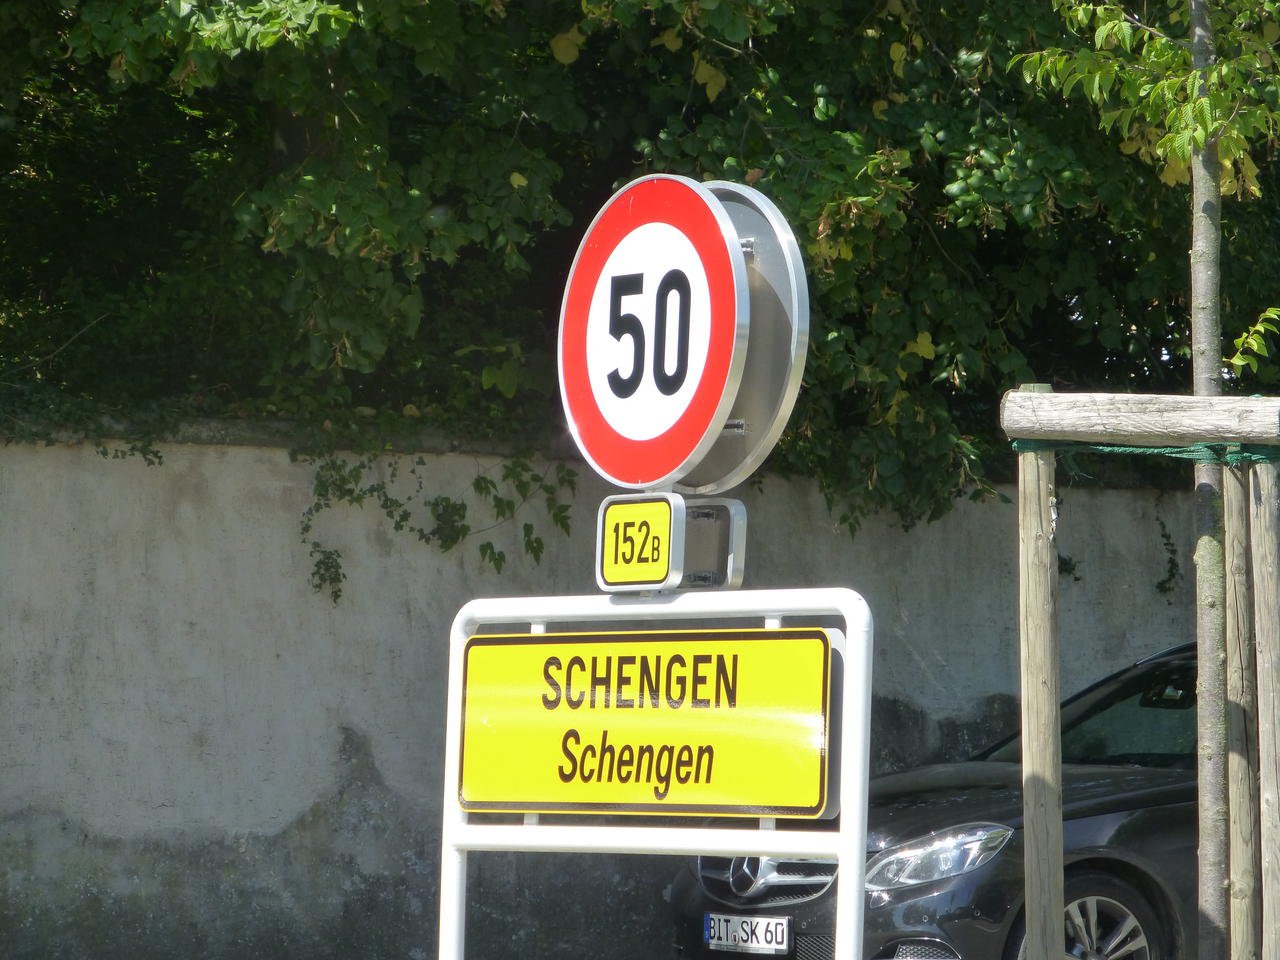 50
152B
SCHENGEN
Schengen
BIT SK 60